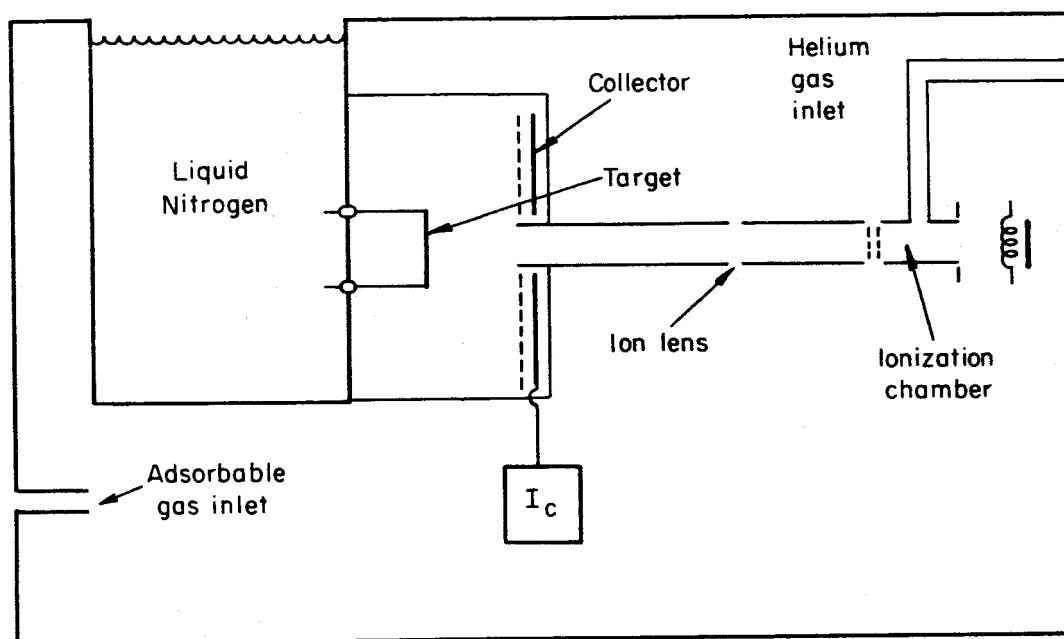 Helium
gas
inlet
Collector
Liquid
Nitrogen
Target
Ion lens
Ionization
chamber
Adsorbable
gas inlet
I_c